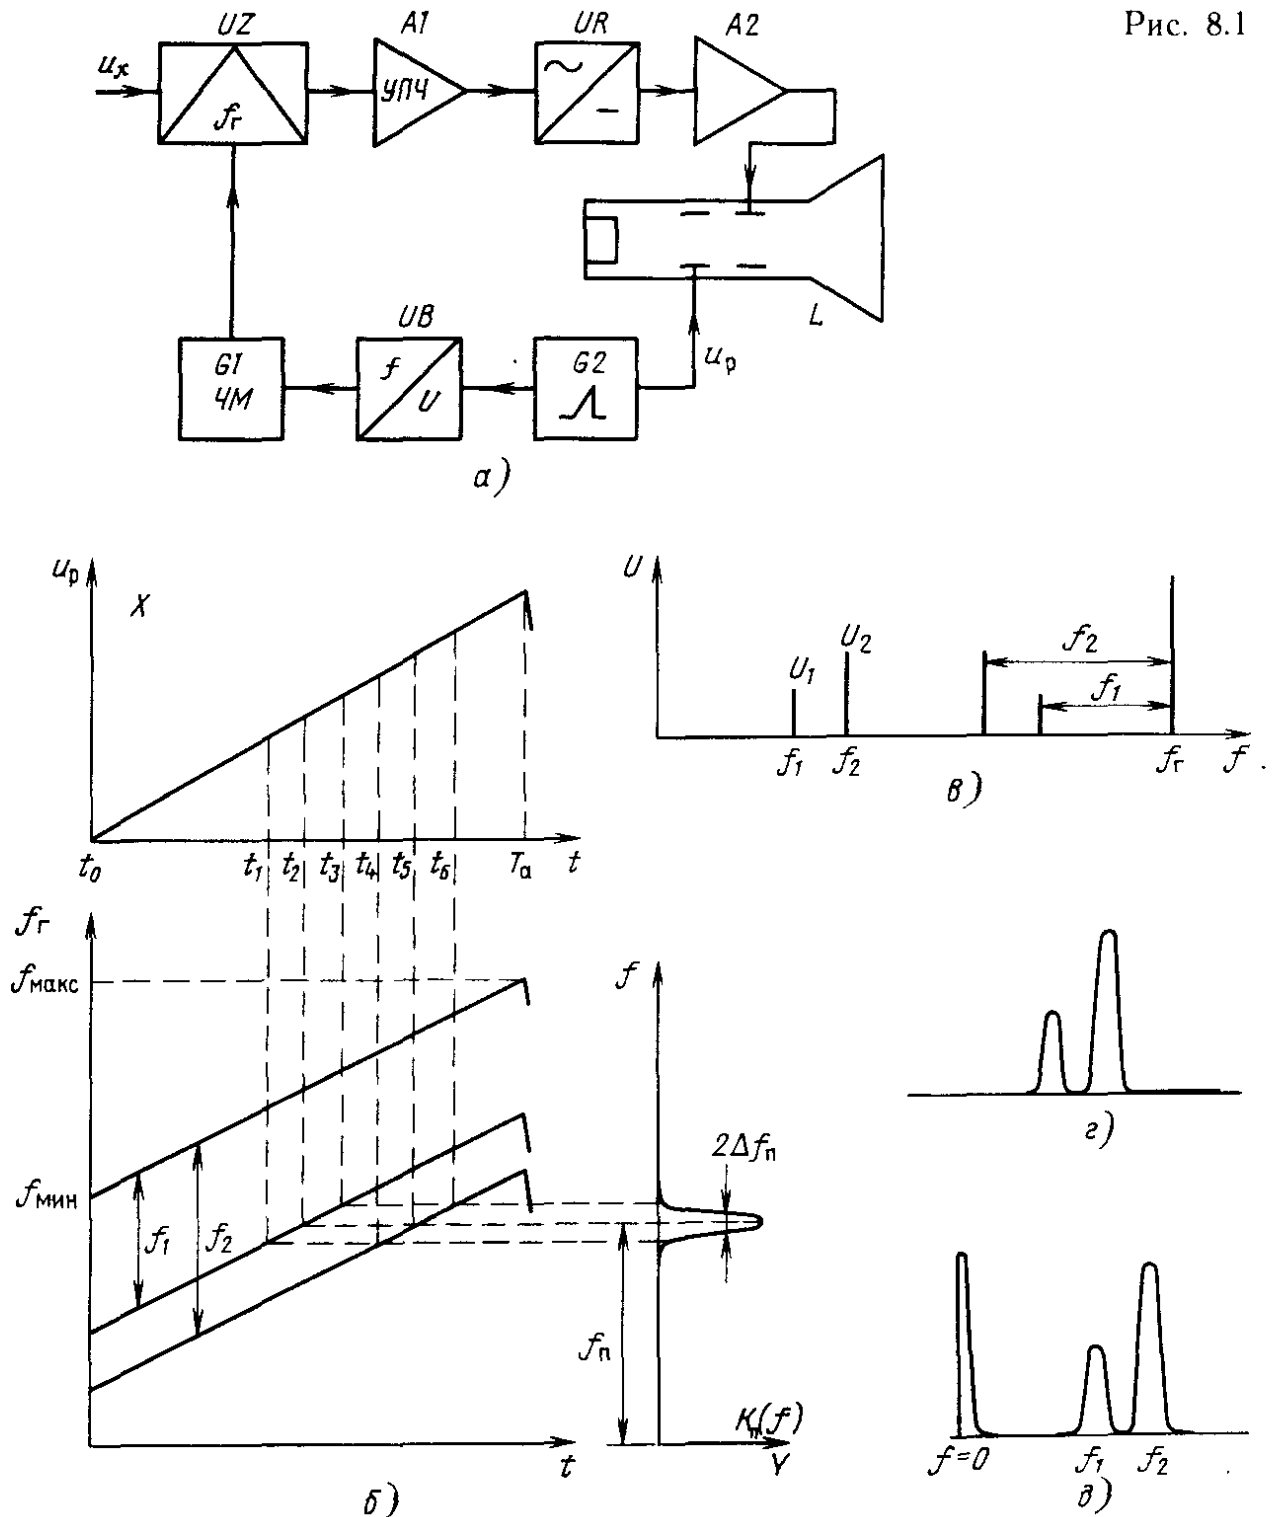 Рис. 8.1
UZ A1 UR A2
uₓ
fг
УПЧ
~
–
L
UB
G1
ЧМ
f
U
G2
uр
а)
uр
X
t₀ t₁ t₂ t₃ t₄ t₅ t₆ Tа t
fг
fмакс
fмин
f₁
f₂
t
б)
f
2Δfп
fп
Kп(f)
Y
U
U₁
U₂
f₂
f₁
f₁ f₂ fг f
в)
г)
f=0 f₁ f₂
д)